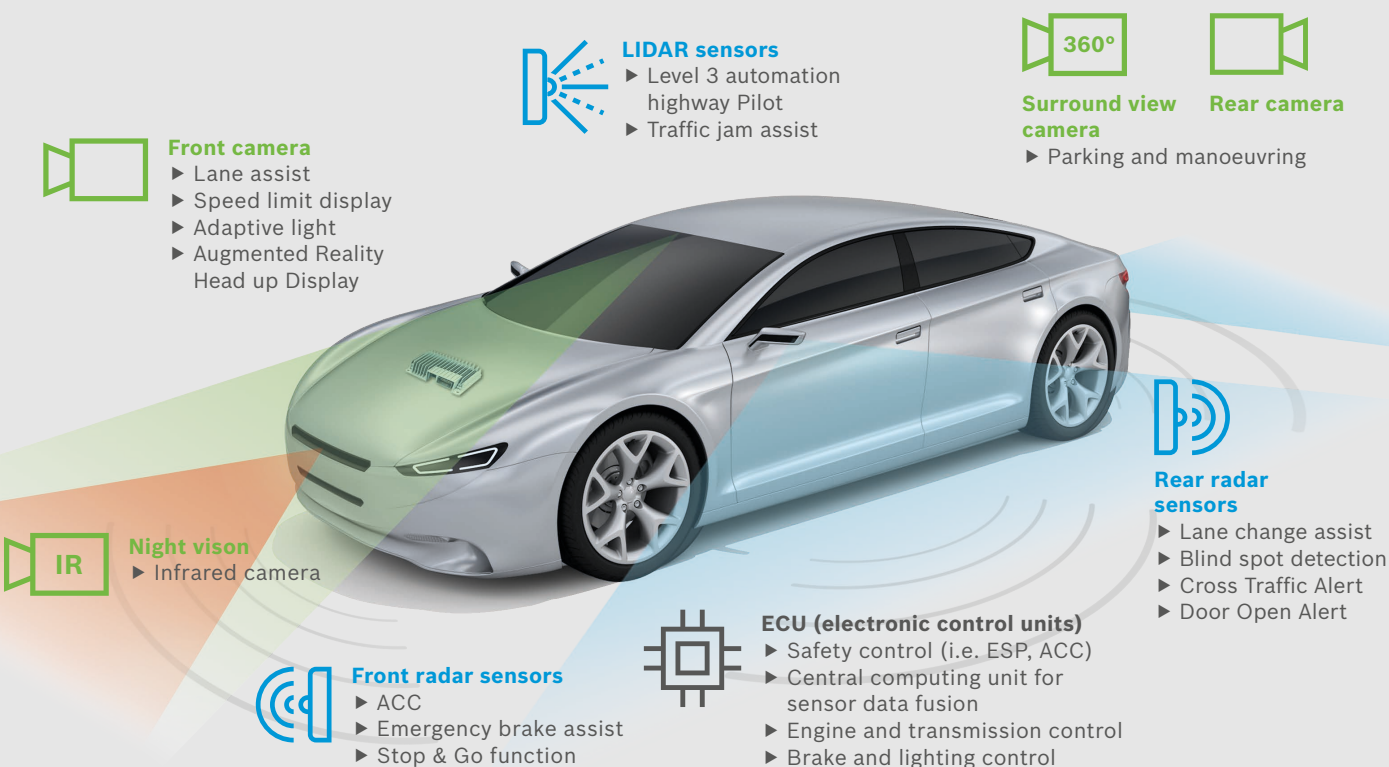 LIDAR sensors
▶ Level 3 automation
highway Pilot
▶ Traffic jam assist
360°
Surround view
camera
Rear camera
▶ Parking and manoeuvring
Front camera
▶ Lane assist
▶ Speed limit display
▶ Adaptive light
▶ Augmented Reality
Head up Display
Rear radar
sensors
▶ Lane change assist
▶ Blind spot detection
▶ Cross Traffic Alert
▶ Door Open Alert
IR
Night vison
▶ Infrared camera
Front radar sensors
▶ ACC
▶ Emergency brake assist
▶ Stop & Go function
ECU (electronic control units)
▶ Safety control (i.e. ESP, ACC)
▶ Central computing unit for
sensor data fusion
▶ Engine and transmission control
▶ Brake and lighting control